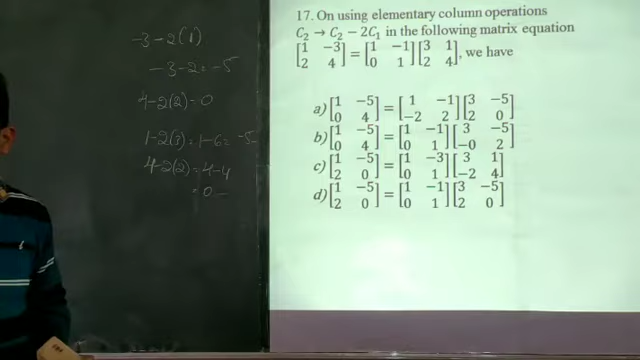 -3-2(1)
-3-2=-5
4-2(2)-0
1-2(3)=1-6=-5
4-2(2)=4-4
=0-
17. On using elementary column operations
C₂ → C₂ − 2C₁ in the following matrix equation
[1 -3; 2 4] = [1 -1; 0 1][3 1; 2 4], we have
a) [1 -5; 0 4] = [1 -1; -2 2][3 -5; 2 0]
b) [1 -5; 0 4] = [1 -1; 0 1][3 -5; -0 2]
c) [1 -5; 2 0] = [1 -3; 0 1][3 1; -2 4]
d) [1 -5; 2 0] = [1 -1; 0 1][3 -5; 2 0]